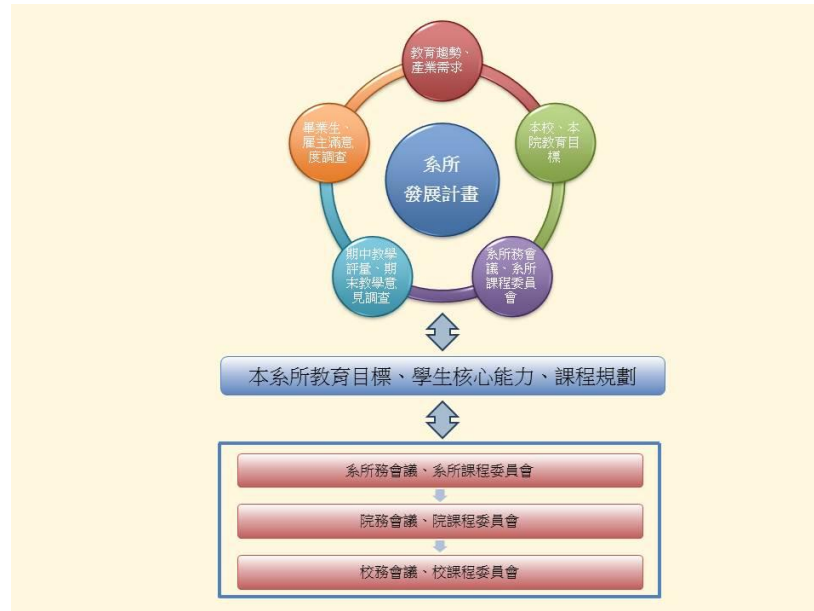 教育趨勢、
產業需求
本校、本
院教育目
標
系所務會
議、系所
課程委員
會
期中教學
評量、期
末教學意
見調查
畢業生、
雇主滿意
度調查
系所
發展計畫
本系所教育目標、學生核心能力、課程規劃
系所務會議、系所課程委員會
院務會議、院課程委員會
校務會議、校課程委員會